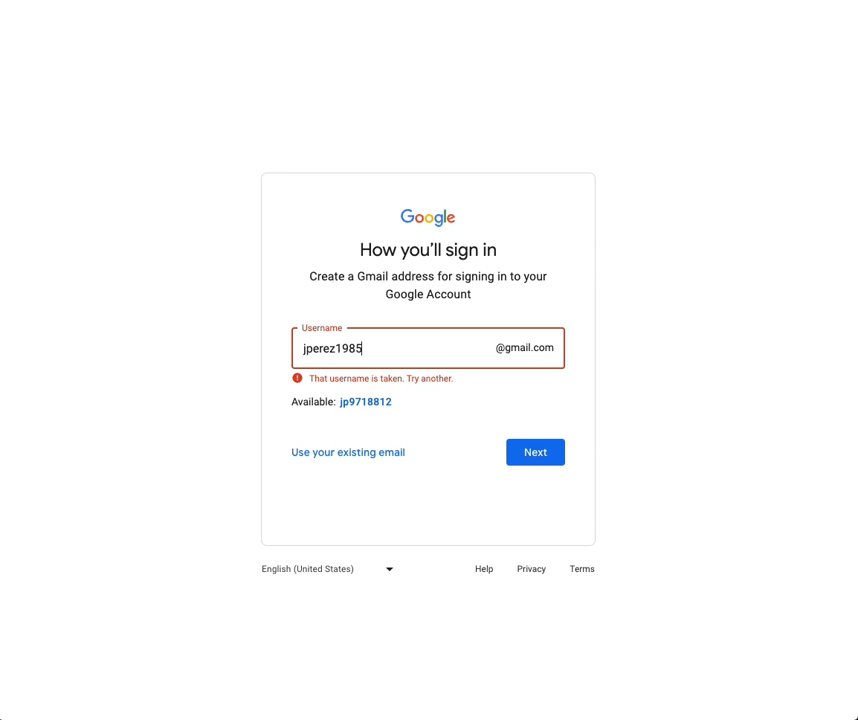 Google
How you'll sign in
Create a Gmail address for signing in to your
Google Account
Username
jperez1985
@gmail.com
That username is taken. Try another.
Available: jp9718812
Use your existing email
Next
English (United States)
Help
Privacy
Terms